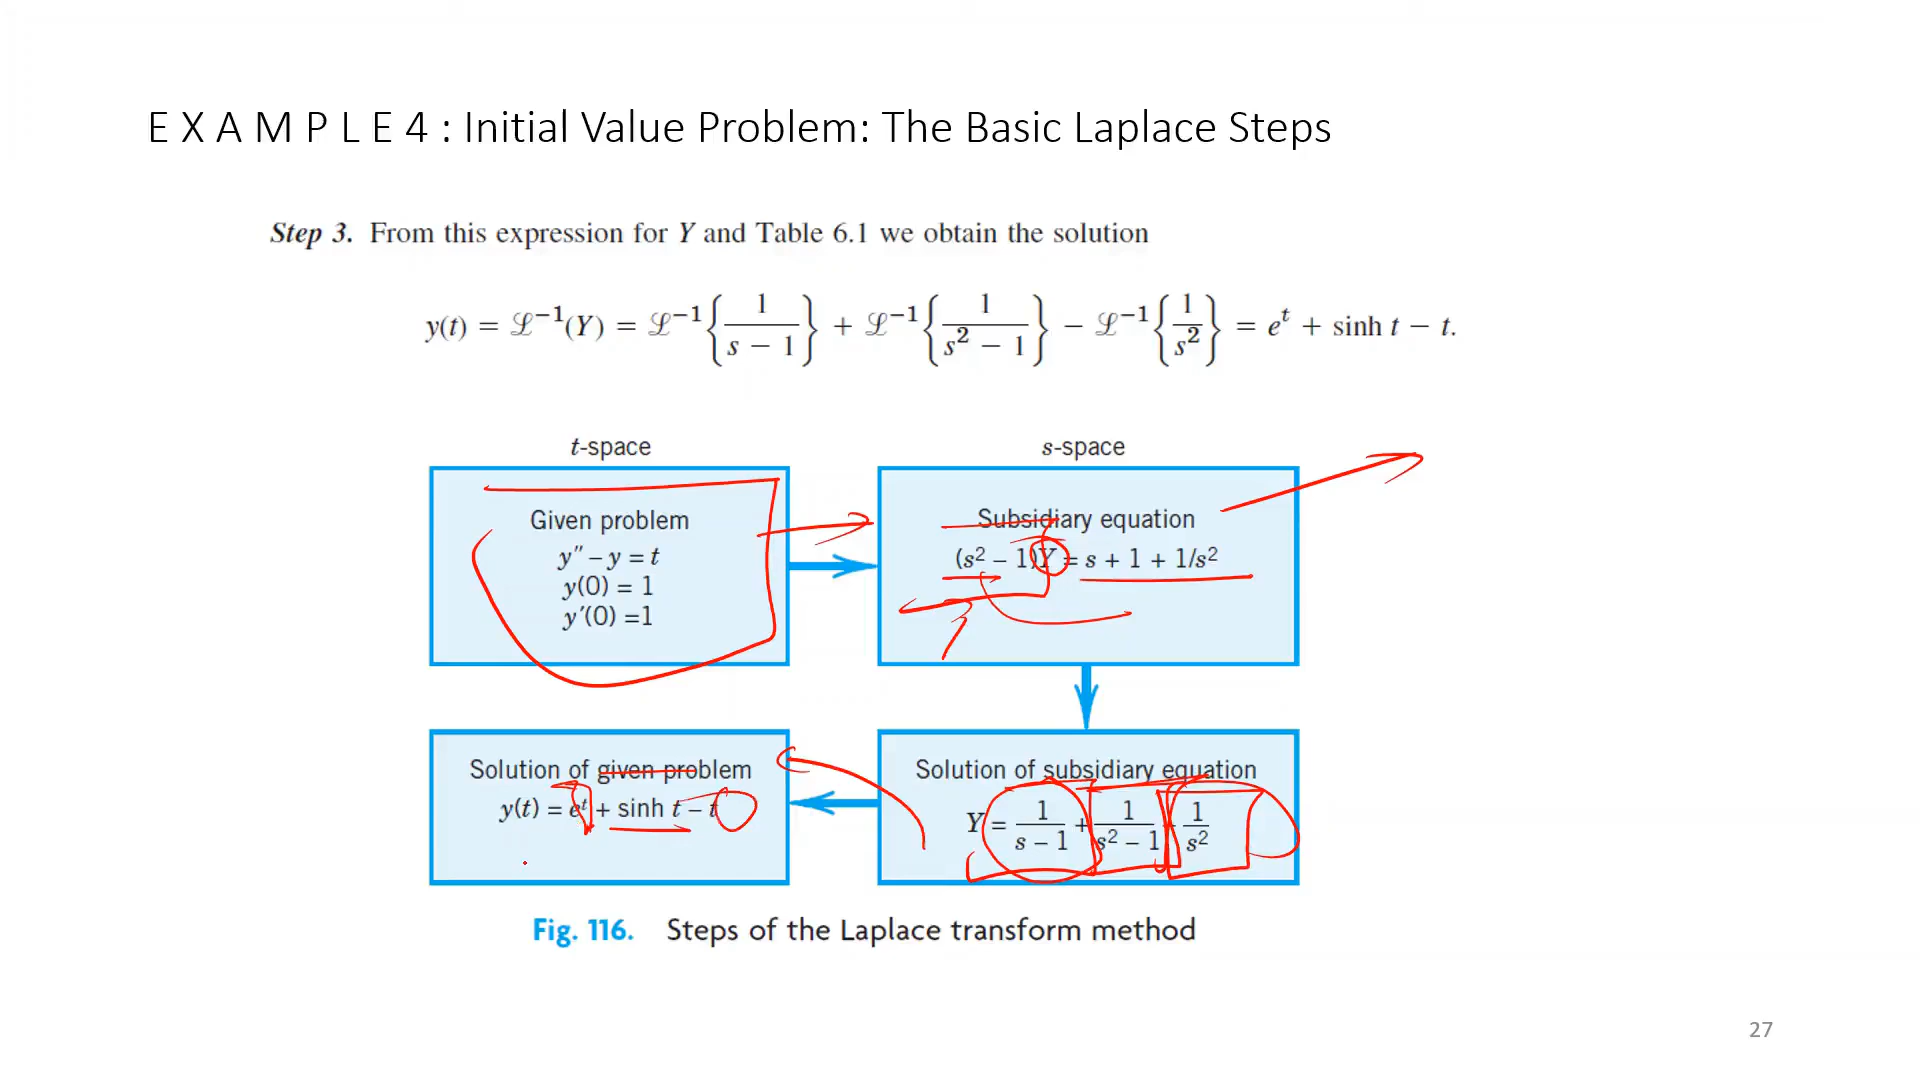 E X A M P L E 4 : Initial Value Problem: The Basic Laplace Steps
Step 3. From this expression for Y and Table 6.1 we obtain the solution
y(t) = ℒ⁻¹(Y) = ℒ⁻¹{1/(s − 1)} + ℒ⁻¹{1/(s² − 1)} − ℒ⁻¹{1/s²} = eᵗ + sinh t − t.
t-space
s-space
Given problem
y″ – y = t
y(0) = 1
y′(0) =1
Subsidiary equation
(s² – 1)Y = s + 1 + 1/s²
Solution of given problem
y(t) = eᵗ + sinh t – t
Solution of subsidiary equation
Y = 1/(s – 1) + 1/(s² – 1) 1/s²
Fig. 116. Steps of the Laplace transform method
27